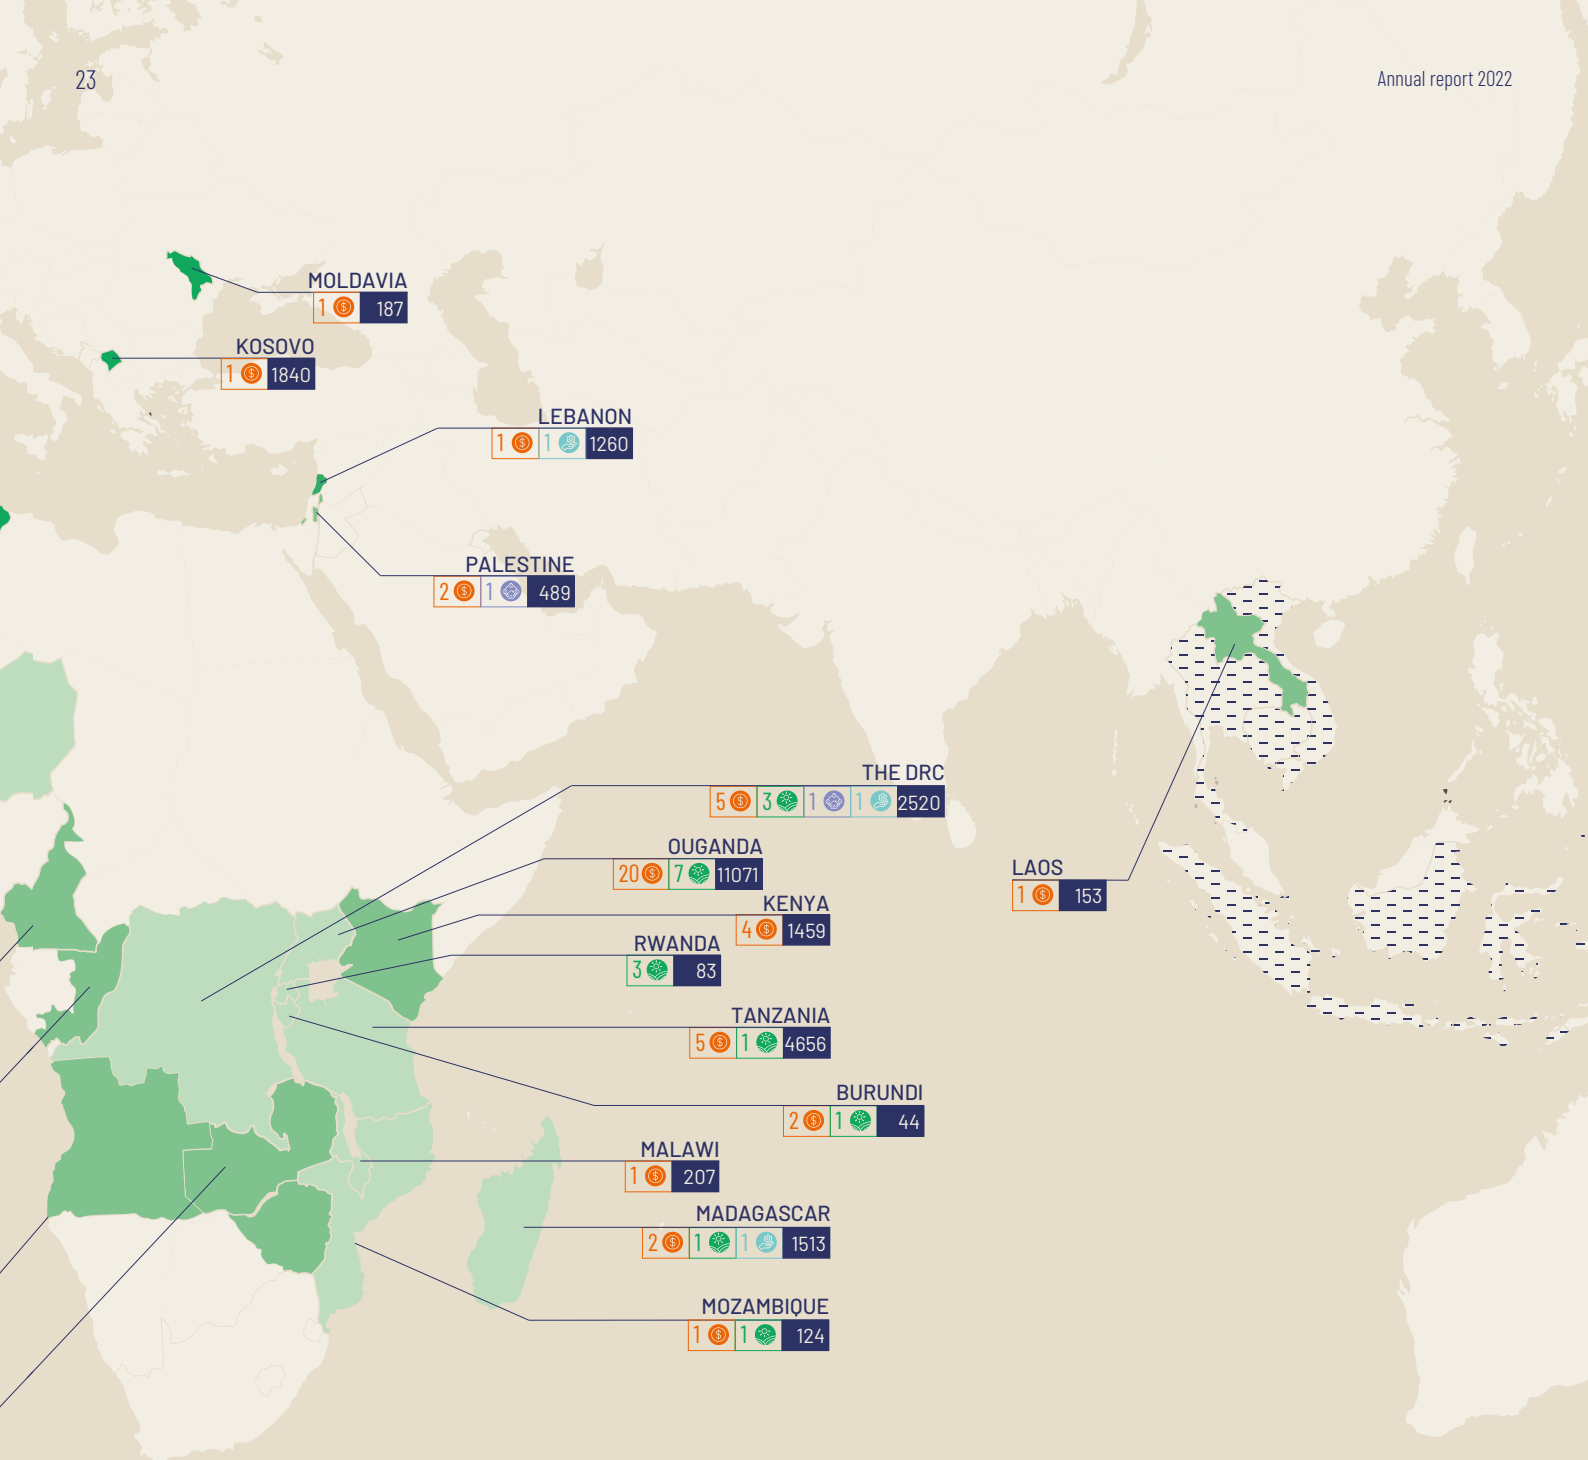 23
Annual report 2022
MOLDAVIA
1 187
KOSOVO
1 1840
LEBANON
1 1 1260
PALESTINE
2 1 489
THE DRC
5 3 1 1 2520
OUGANDA
20 7 11071
LAOS
1 153
KENYA
4 1459
RWANDA
3 83
TANZANIA
5 1 4656
BURUNDI
2 1 44
MALAWI
1 207
MADAGASCAR
2 1 1 1513
MOZAMBIQUE
1 1 124